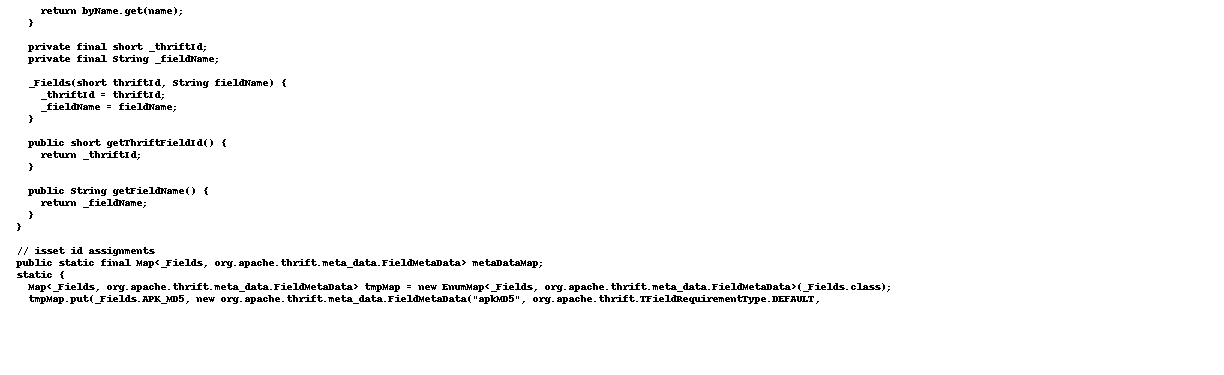 return byName.get(name);
}
private final short _thriftId;
private final String _fieldName;
_Fields(short thriftId, String fieldName) {
_thriftId = thriftId;
_fieldName = fieldName;
}
public short getThriftFieldId() {
return _thriftId;
}
public String getFieldName() {
return _fieldName;
}
}
// isset id assignments
public static final Map<_Fields, org.apache.thrift.meta_data.FieldMetaData> metaDataMap;
static {
Map<_Fields, org.apache.thrift.meta_data.FieldMetaData> tmpMap = new EnumMap<_Fields, org.apache.thrift.meta_data.FieldMetaData>(_Fields.class);
tmpMap.put(_Fields.APK_MD5, new org.apache.thrift.meta_data.FieldMetaData("apkMD5", org.apache.thrift.TFieldRequirementType.DEFAULT,